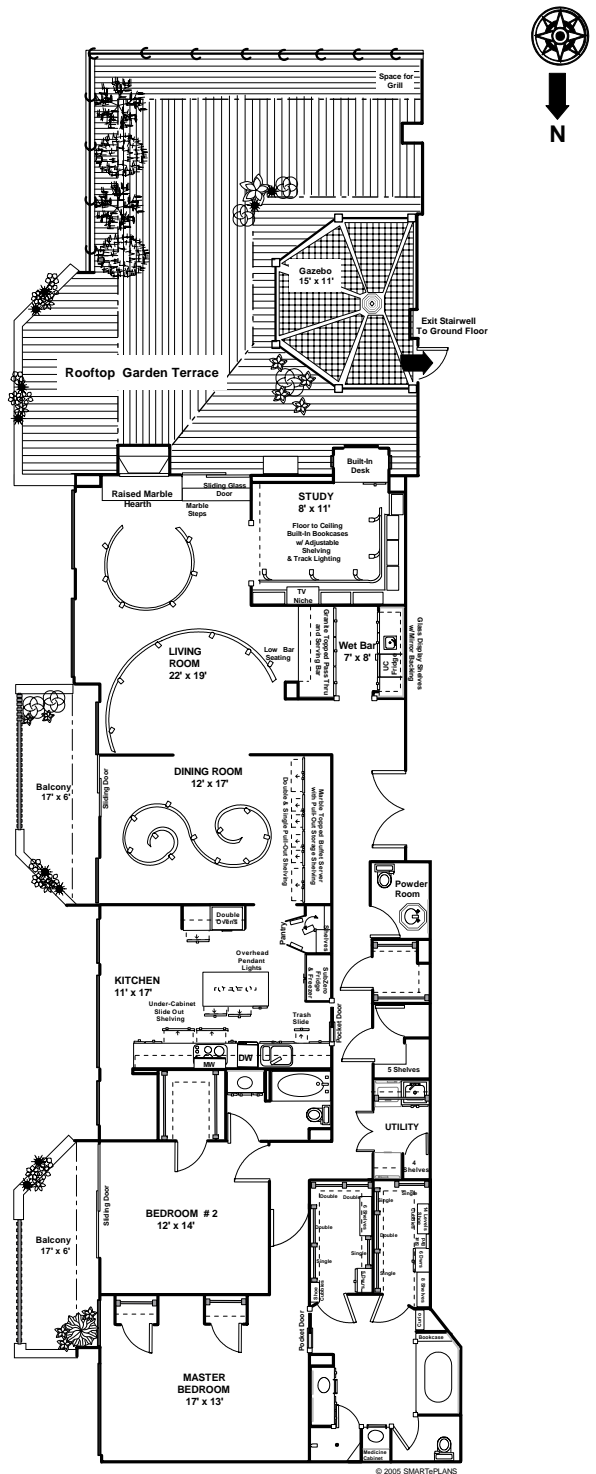 Space for
Grill
N
Gazebo
15' x 11'
Exit Stairwell
To Ground Floor
Rooftop Garden Terrace
Built-In
Desk
Raised Marble
Hearth
Sliding Glass
Door
Marble
Steps
STUDY
8' x 11'
Floor to Ceiling
Built-In Bookcases
w/ Adjustable
Shelving
& Track Lighting
TV
Niche
LIVING
ROOM
22' x 19'
Low Bar
Seating
Granite Topped Pass Thru
and Serving Bar
Wet Bar
7' x 8'
UC
Fridge
Glass Display Shelves
w/Mirror Backing
Balcony
17' x 6'
Sliding Door
DINING ROOM
12' x 17'
Marble Topped Buffet Server
with Pull-Out Storage Shelving
Double & Single Pull-Out Shelving
Powder
Room
Double
Ovens
Pantry
Shelves
Overhead
Pendant
Lights
SubZero
Fridge
& Freezer
KITCHEN
11' x 17'
Under-Cabinet
Slide Out
Shelving
Trash
Slide
Pocket Door
MW
DW
5 Shelves
UTILITY
4
Shelves
Balcony
17' x 6'
Sliding Door
BEDROOM # 2
12' x 14'
Double
Double
5 Shelves
Double
Single
Single
Shoe
Cubbies
Single
Single
Double
Single
6 Shelves
Curio
Pocket Door
Bookcase
MASTER
BEDROOM
17' x 13'
Medicine
Cabinet
© 2005 SMARTePLANS